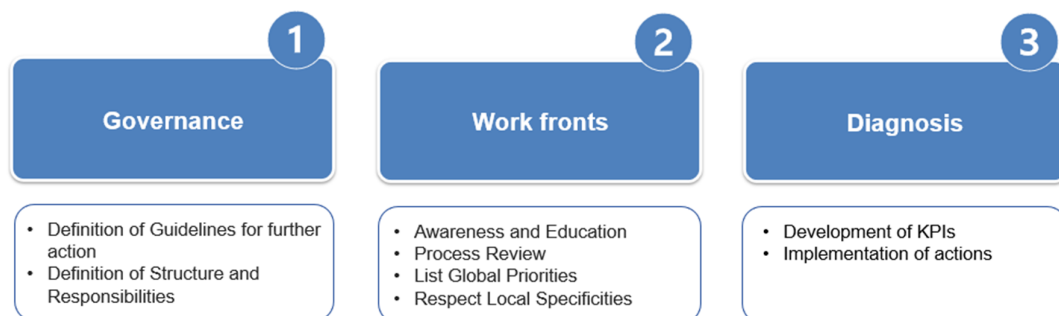 1
Governance
• Definition of Guidelines for further
action
• Definition of Structure and
Responsibilities
2
Work fronts
• Awareness and Education
• Process Review
• List Global Priorities
• Respect Local Specificities
3
Diagnosis
• Development of KPIs
• Implementation of actions